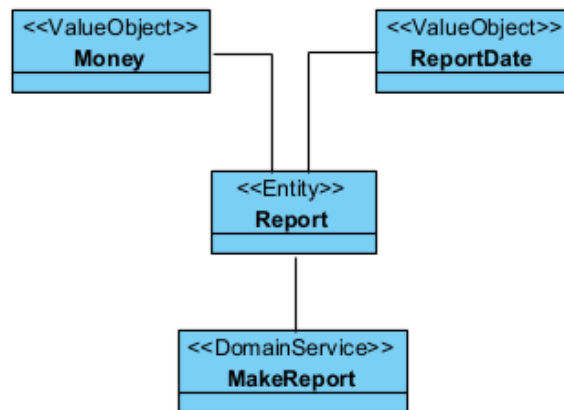 <<ValueObject>>
Money
<<ValueObject>>
ReportDate
<<Entity>>
Report
<<DomainService>>
MakeReport